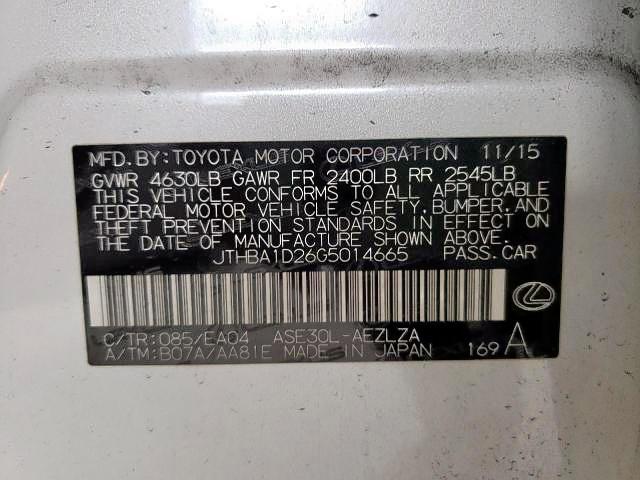 MFD.BY:TOYOTA MOTOR CORPORATION 11/15
GVWR 4630LB GAWR FR 2400LB RR 2545LB
THIS VEHICLE CONFORMS TO ALL APPLICABLE
FEDERAL MOTOR VEHICLE SAFETY,BUMPER,AND
THEFT PREVENTION STANDARDS IN EFFECT ON
THE DATE OF MANUFACTURE SHOWN ABOVE.
JTHBA1D26G5014665 PASS.CAR
C/TR:085/EA04 ASE30L-AEZLZA
A/TM:B07A/AA81E MADE IN JAPAN 169 A